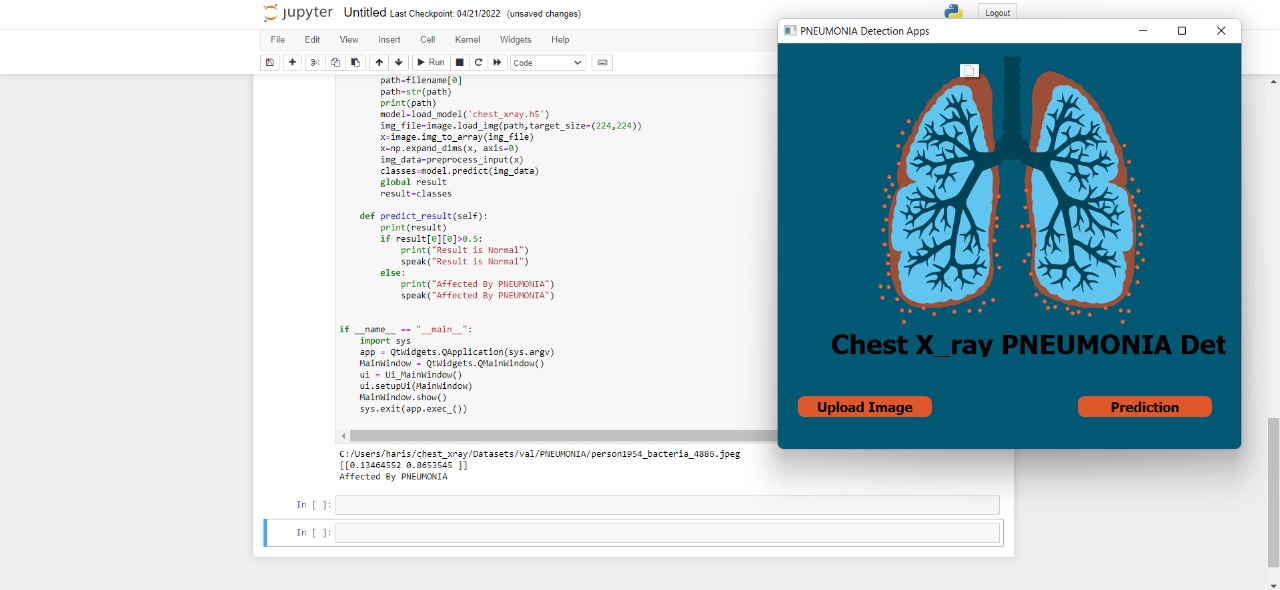 jupyter Untitled Last Checkpoint: 04/21/2022 (unsaved changes)
Logout
File Edit View Insert Cell Kernel Widgets Help
Run Code
path=filename[0]
path=str(path)
print(path)
model=load_model('chest_xray.h5')
img_file=image.load_img(path,target_size=(224,224))
x=image.img_to_array(img_file)
x=np.expand_dims(x, axis=0)
img_data=preprocess_input(x)
classes=model.predict(img_data)
global result
result=classes
def predict_result(self):
print(result)
if result[0][0]>0.5:
print("Result is Normal")
speak("Result is Normal")
else:
print("Affected By PNEUMONIA")
speak("Affected By PNEUMONIA")
if __name__ == "__main__":
import sys
app = QtWidgets.QApplication(sys.argv)
MainWindow = QtWidgets.QMainWindow()
ui = Ui_MainWindow()
ui.setupUi(MainWindow)
MainWindow.show()
sys.exit(app.exec_())
C:/Users/haris/chest_xray/Datasets/val/PNEUMONIA/person1954_bacteria_4886.jpeg
[[0.13464552 0.8653545 ]]
Affected By PNEUMONIA
In [ ]:
In [ ]:
PNEUMONIA Detection Apps
Chest X_ray PNEUMONIA Det
Upload Image
Prediction